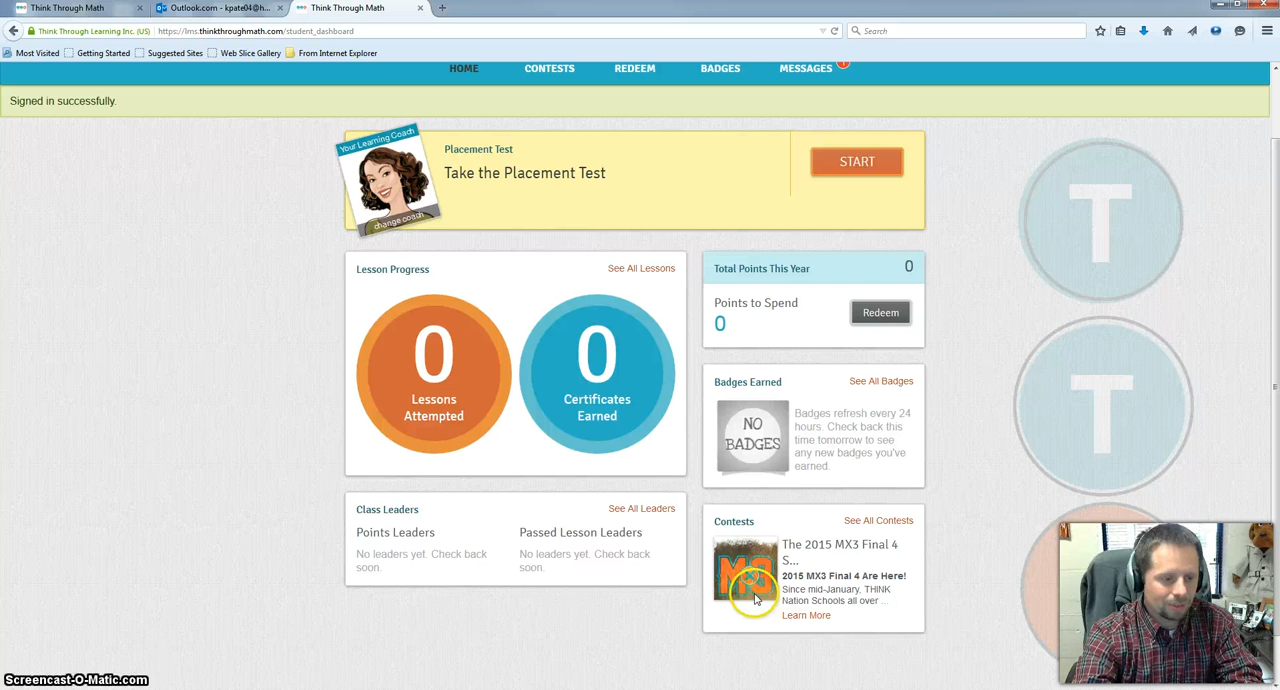 Think Through Math
Outlook.com - kpate04@h...
Think Through Math
Think Through Learning Inc. (US)
https://lms.thinkthroughmath.com/student_dashboard
Search
Most Visited
Getting Started
Suggested Sites
Web Slice Gallery
From Internet Explorer
HOME
CONTESTS
REDEEM
BADGES
MESSAGES
Signed in successfully.
Your Learning Coach
change coach
Placement Test
Take the Placement Test
START
Lesson Progress
See All Lessons
0
Lessons
Attempted
0
Certificates
Earned
Total Points This Year
0
Points to Spend
0
Redeem
Badges Earned
See All Badges
NO
BADGES
Badges refresh every 24
hours. Check back this
time tomorrow to see
any new badges you've
earned.
Class Leaders
See All Leaders
Points Leaders
No leaders yet. Check back
soon.
Passed Lesson Leaders
No leaders yet. Check back
soon.
Contests
See All Contests
The 2015 MX3 Final 4
S...
2015 MX3 Final 4 Are Here!
Since mid-January, THINK
Nation Schools all over ...
Learn More
T
T
Screencast-O-Matic.com